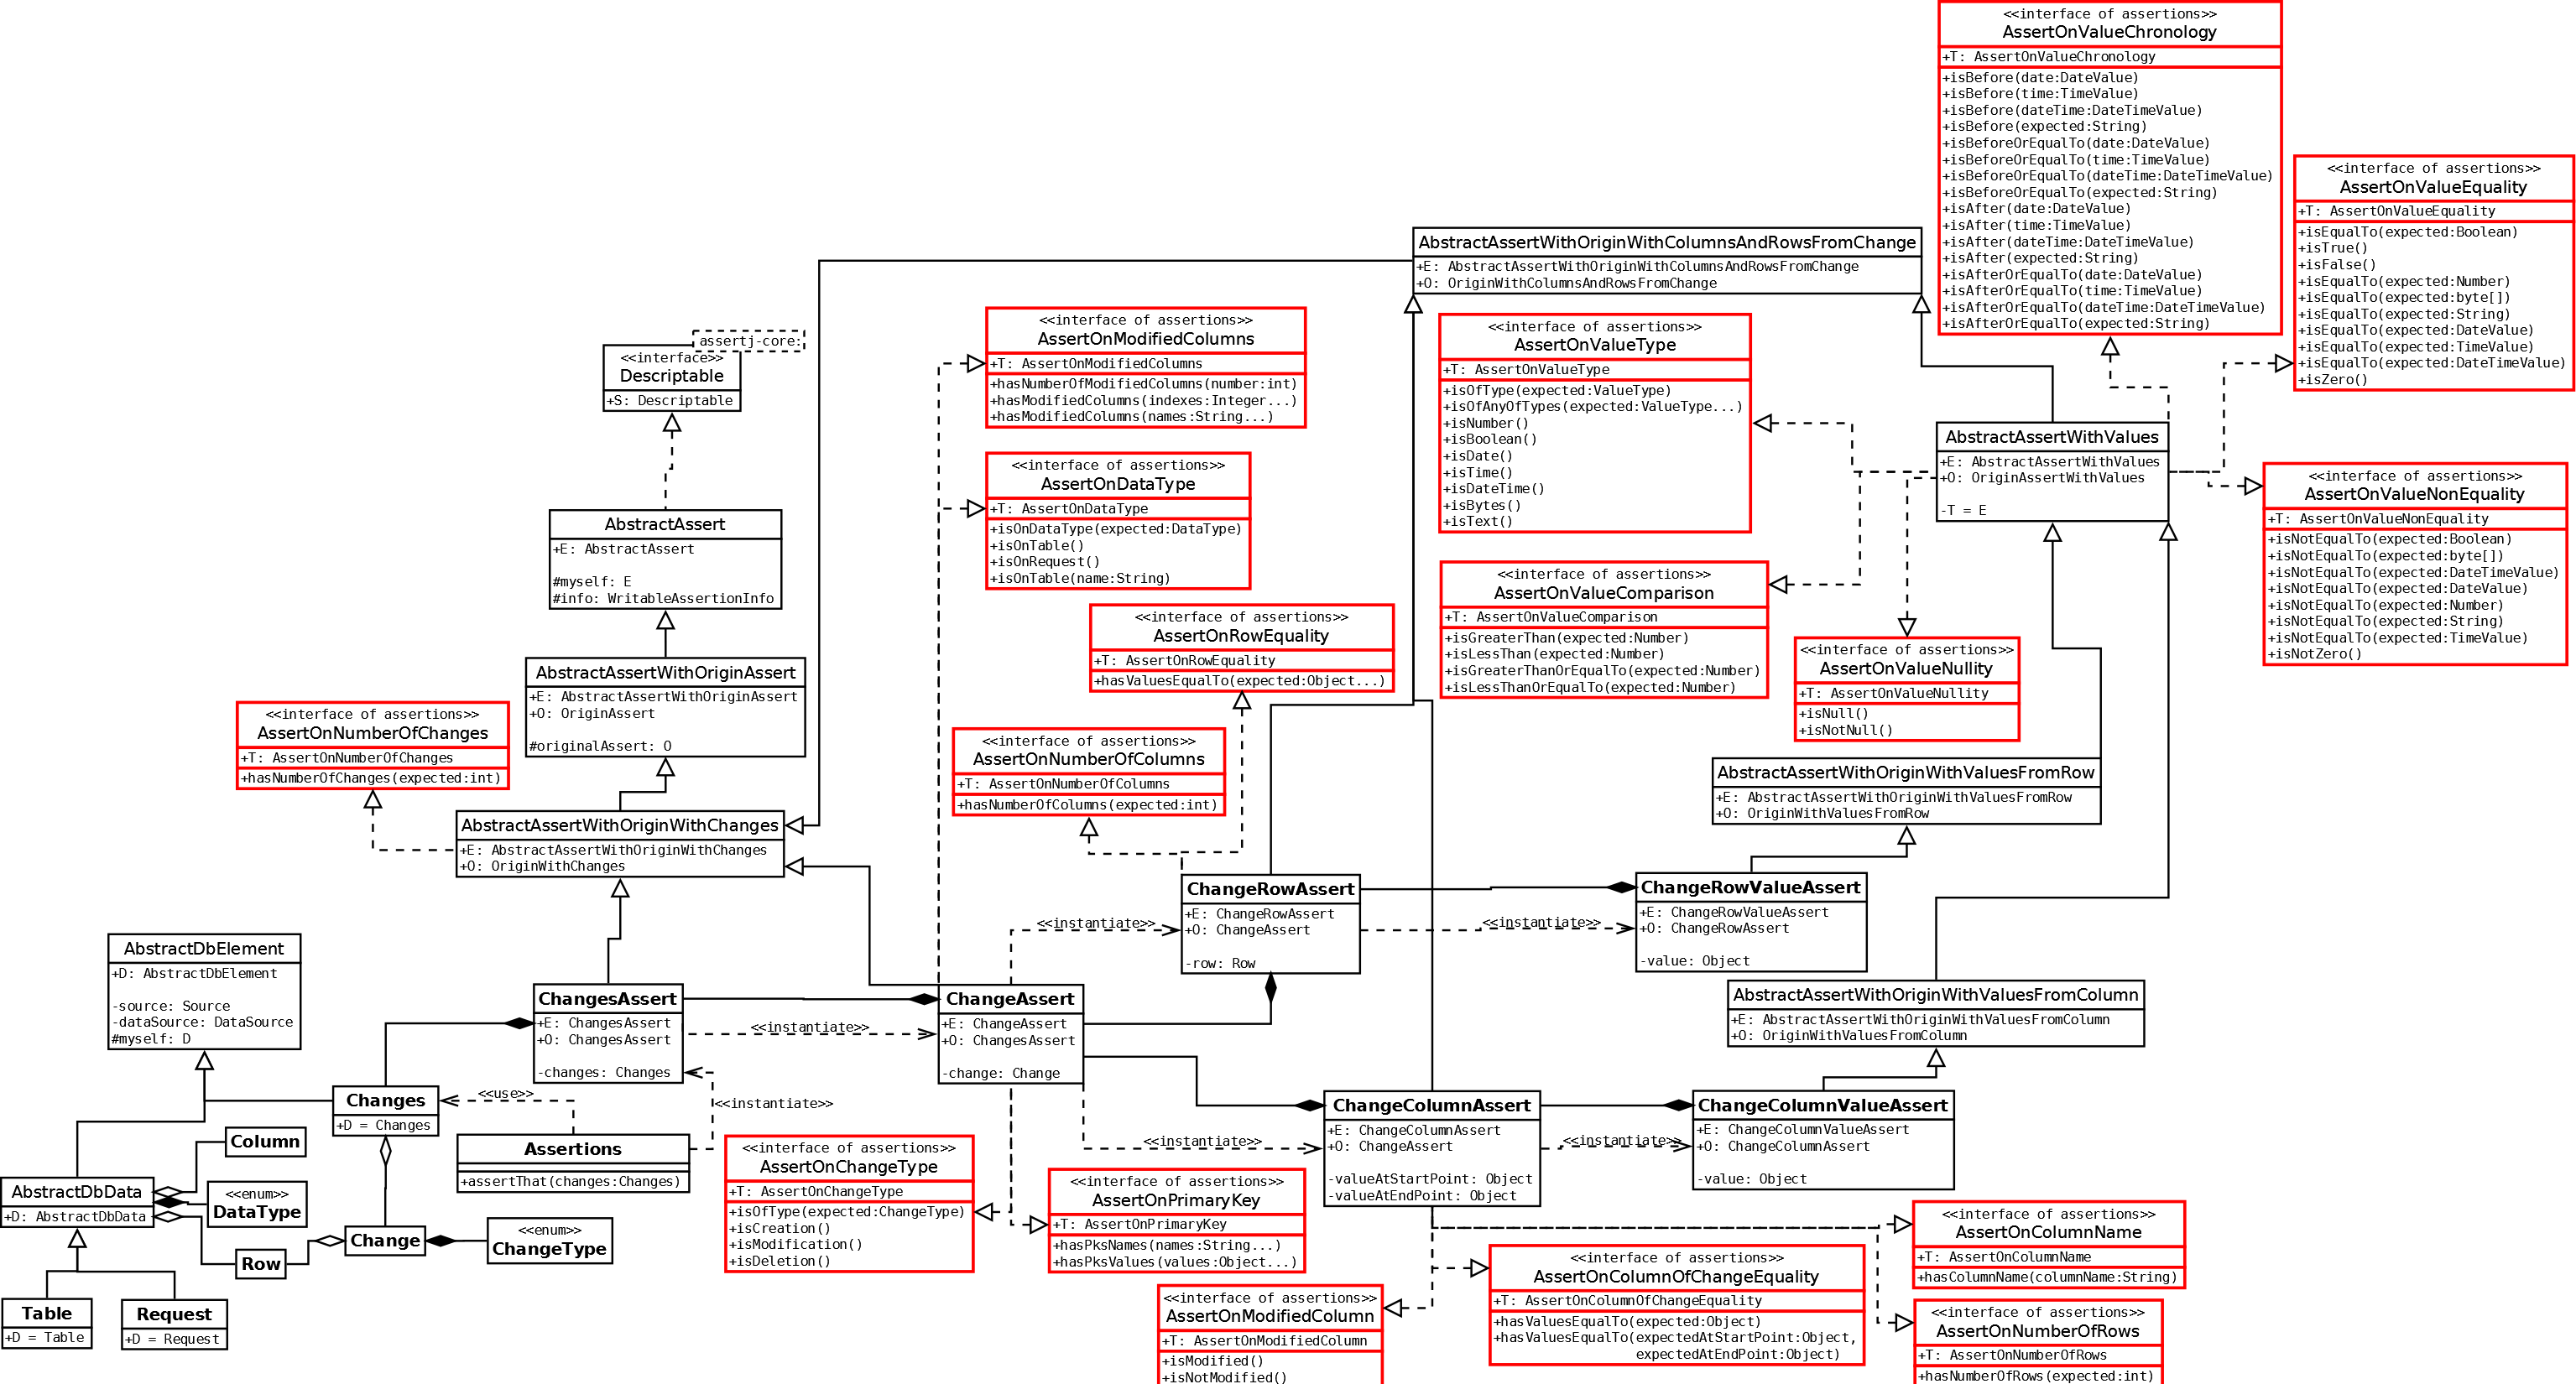 <<interface of assertions>>
AssertOnValueChronology
+T: AssertOnValueChronology
+isBefore(date:DateValue)
+isBefore(time:TimeValue)
+isBefore(dateTime:DateTimeValue)
+isBefore(expected:String)
+isBeforeOrEqualTo(date:DateValue)
+isBeforeOrEqualTo(time:TimeValue)
+isBeforeOrEqualTo(dateTime:DateTimeValue)
+isBeforeOrEqualTo(expected:String)
+isAfter(date:DateValue)
+isAfter(time:TimeValue)
+isAfter(dateTime:DateTimeValue)
+isAfter(expected:String)
+isAfterOrEqualTo(date:DateValue)
+isAfterOrEqualTo(time:TimeValue)
+isAfterOrEqualTo(dateTime:DateTimeValue)
+isAfterOrEqualTo(expected:String)
<<interface of assertions>>
AssertOnValueEquality
+T: AssertOnValueEquality
+isEqualTo(expected:Boolean)
+isTrue()
+isFalse()
+isEqualTo(expected:Number)
+isEqualTo(expected:byte[])
+isEqualTo(expected:String)
+isEqualTo(expected:DateValue)
+isEqualTo(expected:TimeValue)
+isEqualTo(expected:DateTimeValue)
+isZero()
AbstractAssertWithOriginWithColumnsAndRowsFromChange
+E: AbstractAssertWithOriginWithColumnsAndRowsFromChange
+O: OriginWithColumnsAndRowsFromChange
assertj-core:
<<interface>>
Descriptable
+S: Descriptable
<<interface of assertions>>
AssertOnModifiedColumns
+T: AssertOnModifiedColumns
+hasNumberOfModifiedColumns(number:int)
+hasModifiedColumns(indexes:Integer...)
+hasModifiedColumns(names:String...)
<<interface of assertions>>
AssertOnValueType
+T: AssertOnValueType
+isOfType(expected:ValueType)
+isOfAnyOfTypes(expected:ValueType...)
+isNumber()
+isBoolean()
+isDate()
+isTime()
+isDateTime()
+isBytes()
+isText()
AbstractAssertWithValues
+E: AbstractAssertWithValues
+O: OriginAssertWithValues
-T = E
<<interface of assertions>>
AssertOnValueNonEquality
+T: AssertOnValueNonEquality
+isNotEqualTo(expected:Boolean)
+isNotEqualTo(expected:byte[])
+isNotEqualTo(expected:DateTimeValue)
+isNotEqualTo(expected:DateValue)
+isNotEqualTo(expected:Number)
+isNotEqualTo(expected:String)
+isNotEqualTo(expected:TimeValue)
+isNotZero()
<<interface of assertions>>
AssertOnDataType
+T: AssertOnDataType
+isOnDataType(expected:DataType)
+isOnTable()
+isOnRequest()
+isOnTable(name:String)
AbstractAssert
+E: AbstractAssert
#myself: E
#info: WritableAssertionInfo
<<interface of assertions>>
AssertOnValueComparison
+T: AssertOnValueComparison
+isGreaterThan(expected:Number)
+isLessThan(expected:Number)
+isGreaterThanOrEqualTo(expected:Number)
+isLessThanOrEqualTo(expected:Number)
<<interface of assertions>>
AssertOnRowEquality
+T: AssertOnRowEquality
+hasValuesEqualTo(expected:Object...)
<<interface of assertions>>
AssertOnValueNullity
+T: AssertOnValueNullity
+isNull()
+isNotNull()
AbstractAssertWithOriginAssert
+E: AbstractAssertWithOriginAssert
+O: OriginAssert
#originalAssert: O
<<interface of assertions>>
AssertOnNumberOfChanges
+T: AssertOnNumberOfChanges
+hasNumberOfChanges(expected:int)
<<interface of assertions>>
AssertOnNumberOfColumns
+T: AssertOnNumberOfColumns
+hasNumberOfColumns(expected:int)
AbstractAssertWithOriginWithValuesFromRow
+E: AbstractAssertWithOriginWithValuesFromRow
+O: OriginWithValuesFromRow
AbstractAssertWithOriginWithChanges
+E: AbstractAssertWithOriginWithChanges
+O: OriginWithChanges
ChangeRowAssert
+E: ChangeRowAssert
+O: ChangeAssert
-row: Row
<<instantiate>>
<<instantiate>>
ChangeRowValueAssert
+E: ChangeRowValueAssert
+O: ChangeRowAssert
-value: Object
AbstractDbElement
+D: AbstractDbElement
-source: Source
-dataSource: DataSource
#myself: D
ChangesAssert
+E: ChangesAssert
+O: ChangesAssert
-changes: Changes
<<instantiate>>
ChangeAssert
+E: ChangeAssert
+O: ChangesAssert
-change: Change
AbstractAssertWithOriginWithValuesFromColumn
+E: AbstractAssertWithOriginWithValuesFromColumn
+O: OriginWithValuesFromColumn
Changes
+D = Changes
<<use>>
<<instantiate>>
ChangeColumnAssert
+E: ChangeColumnAssert
+O: ChangeAssert
-valueAtStartPoint: Object
-valueAtEndPoint: Object
<<instantiate>>
<<instantiate>>
ChangeColumnValueAssert
+E: ChangeColumnValueAssert
+O: ChangeColumnAssert
-value: Object
Column
Assertions
+assertThat(changes:Changes)
<<interface of assertions>>
AssertOnChangeType
+T: AssertOnChangeType
+isOfType(expected:ChangeType)
+isCreation()
+isModification()
+isDeletion()
<<interface of assertions>>
AssertOnPrimaryKey
+T: AssertOnPrimaryKey
+hasPksNames(names:String...)
+hasPksValues(values:Object...)
AbstractDbData
+D: AbstractDbData
<<enum>>
DataType
Change
<<enum>>
ChangeType
Row
<<interface of assertions>>
AssertOnColumnName
+T: AssertOnColumnName
+hasColumnName(columnName:String)
<<interface of assertions>>
AssertOnColumnOfChangeEquality
+T: AssertOnColumnOfChangeEquality
+hasValuesEqualTo(expected:Object)
+hasValuesEqualTo(expectedAtStartPoint:Object,
expectedAtEndPoint:Object)
<<interface of assertions>>
AssertOnModifiedColumn
+T: AssertOnModifiedColumn
+isModified()
+isNotModified()
<<interface of assertions>>
AssertOnNumberOfRows
+T: AssertOnNumberOfRows
+hasNumberOfRows(expected:int)
Table
+D = Table
Request
+D = Request